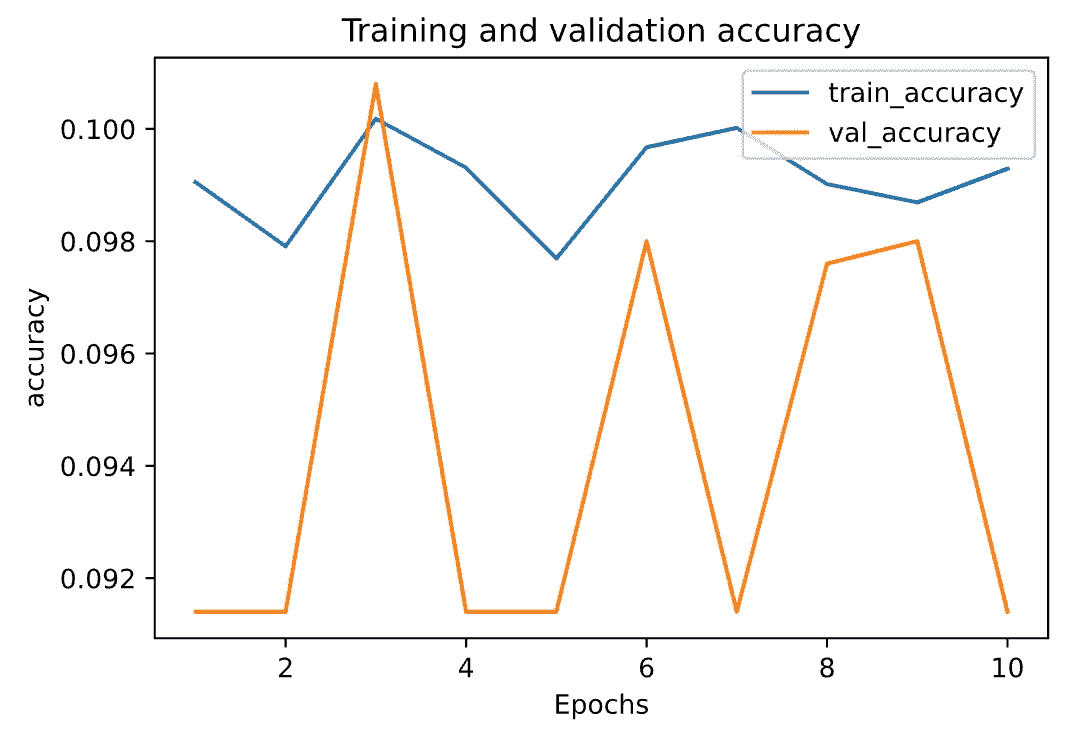 Training and validation accuracy
train_accuracy
val_accuracy
0.100
0.098
0.096
0.094
0.092
accuracy
2 4 6 8 10
Epochs